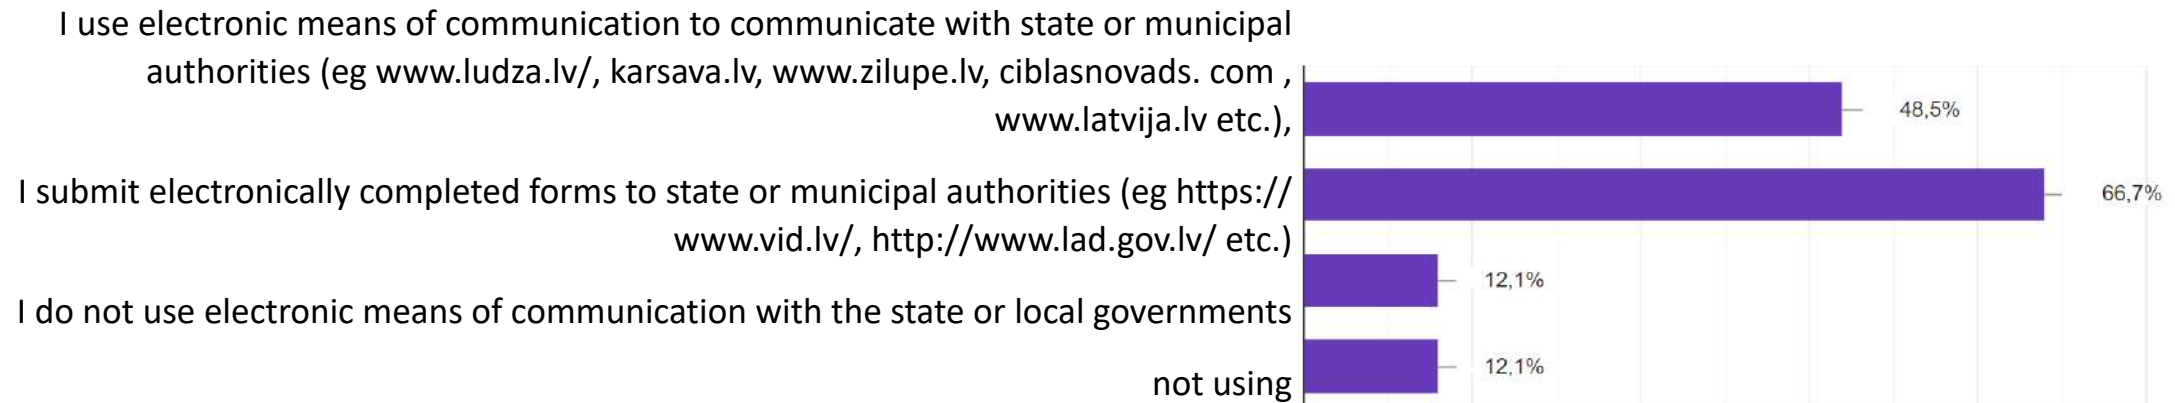 I use electronic means of communication to communicate with state or municipal
authorities (eg www.ludza.lv/, karsava.lv, www.zilupe.lv, ciblasnovads. com ,
www.latvija.lv etc.),
48,5%
I submit electronically completed forms to state or municipal authorities (eg https://
www.vid.lv/, http://www.lad.gov.lv/ etc.)
66,7%
I do not use electronic means of communication with the state or local governments
12,1%
not using
12,1%